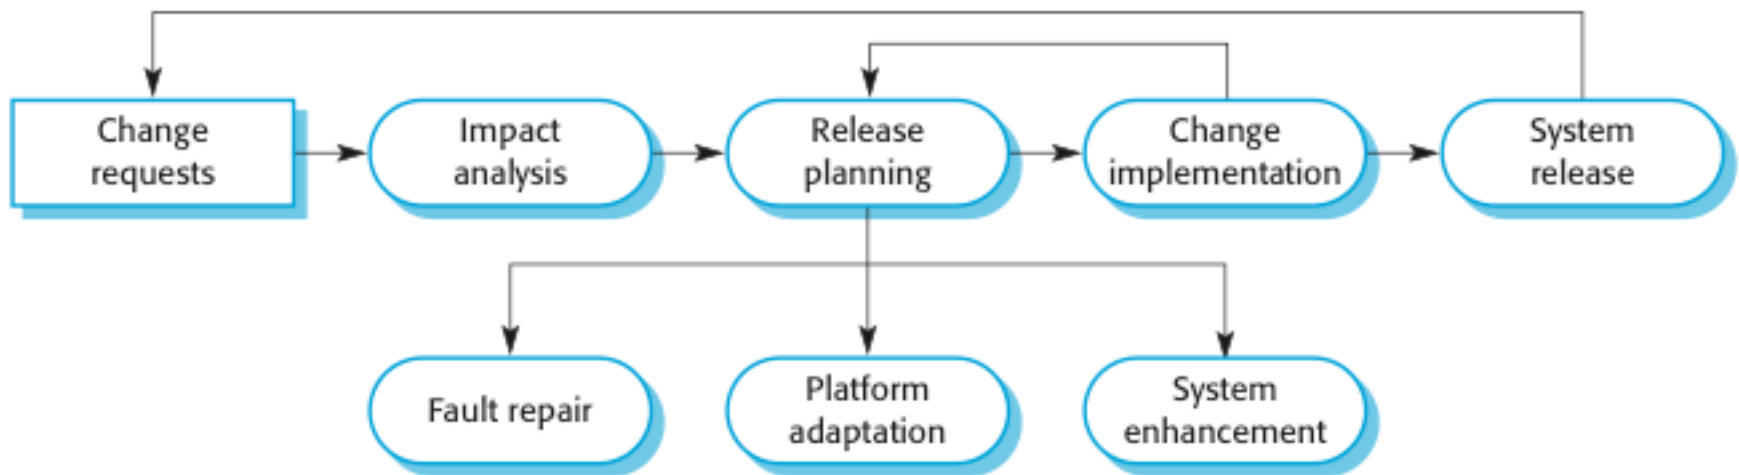 Change
requests
Impact
analysis
Release
planning
Change
implementation
System
release
Fault repair
Platform
adaptation
System
enhancement